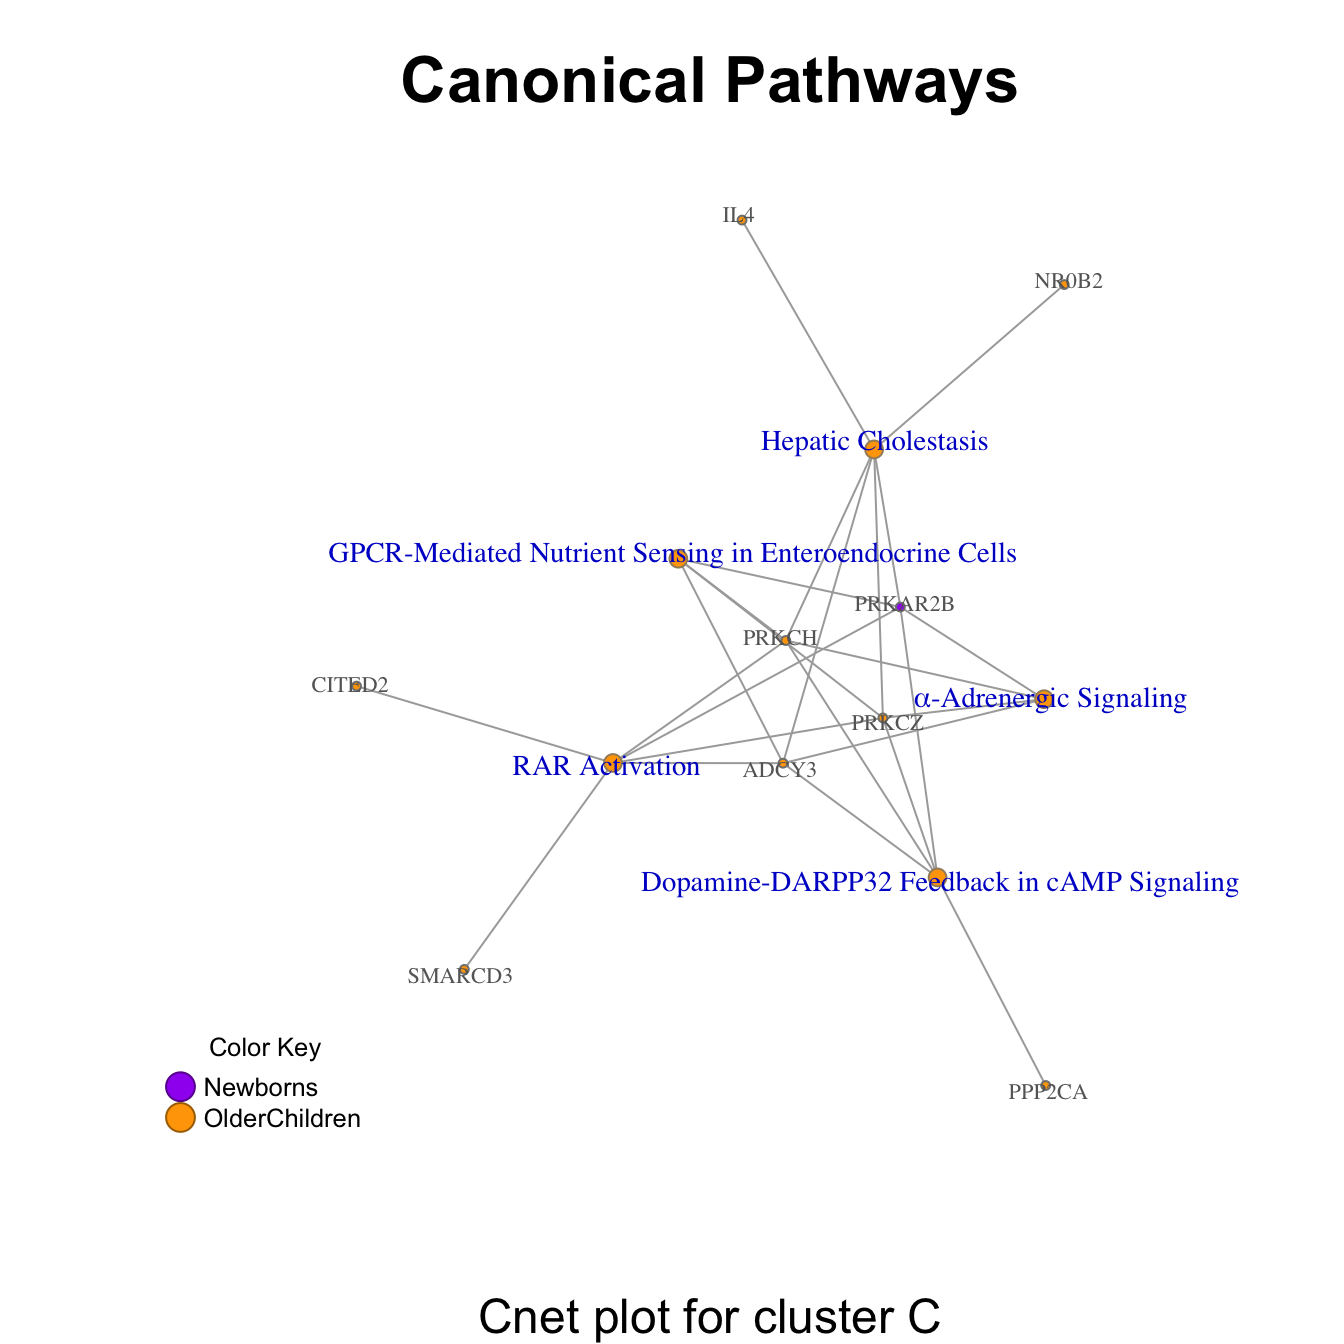 Canonical Pathways
IL4
NR0B2
Hepatic Cholestasis
GPCR-Mediated Nutrient Sensing in Enteroendocrine Cells
PRKAR2B
PRKCH
CITED2
α-Adrenergic Signaling
PRKCZ
RAR Activation
ADCY3
Dopamine-DARPP32 Feedback in cAMP Signaling
SMARCD3
Color Key
Newborns
PPP2CA
OlderChildren
Cnet plot for cluster C